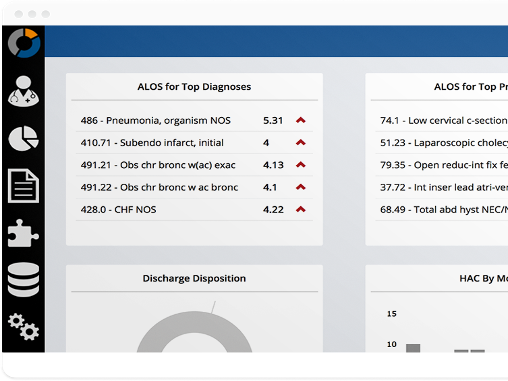 ALOS for Top Diagnoses
486 - Pneumonia, organism NOS 5.31
410.71 - Subendo infarct, initial 4
491.21 - Obs chr bronc w(ac) exac 4.13
491.22 - Obs chr bronc w ac bronc 4.1
428.0 - CHF NOS 4.22
ALOS for Top Pr
74.1 - Low cervical c-section
51.23 - Laparoscopic cholecy
79.35 - Open reduc-int fix fe
37.72 - Int inser lead atri-ven
68.49 - Total abd hyst NEC/N
Discharge Disposition
HAC By Mo
15
10